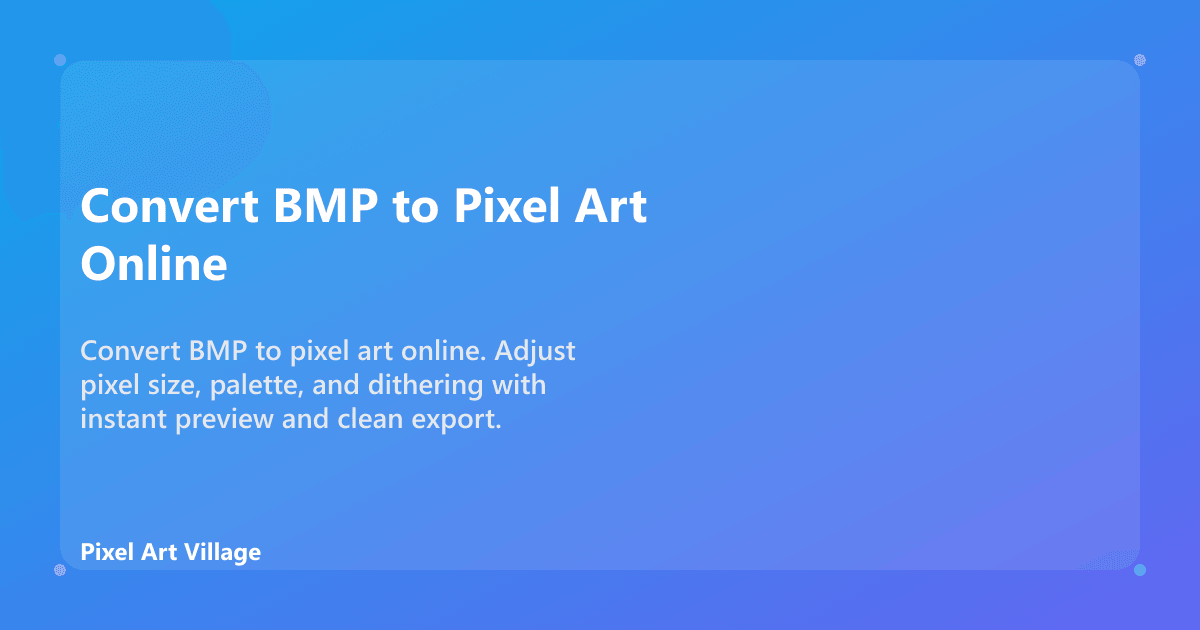 Convert BMP to Pixel Art
Online
Convert BMP to pixel art online. Adjust
pixel size, palette, and dithering with
instant preview and clean export.
Pixel Art Village